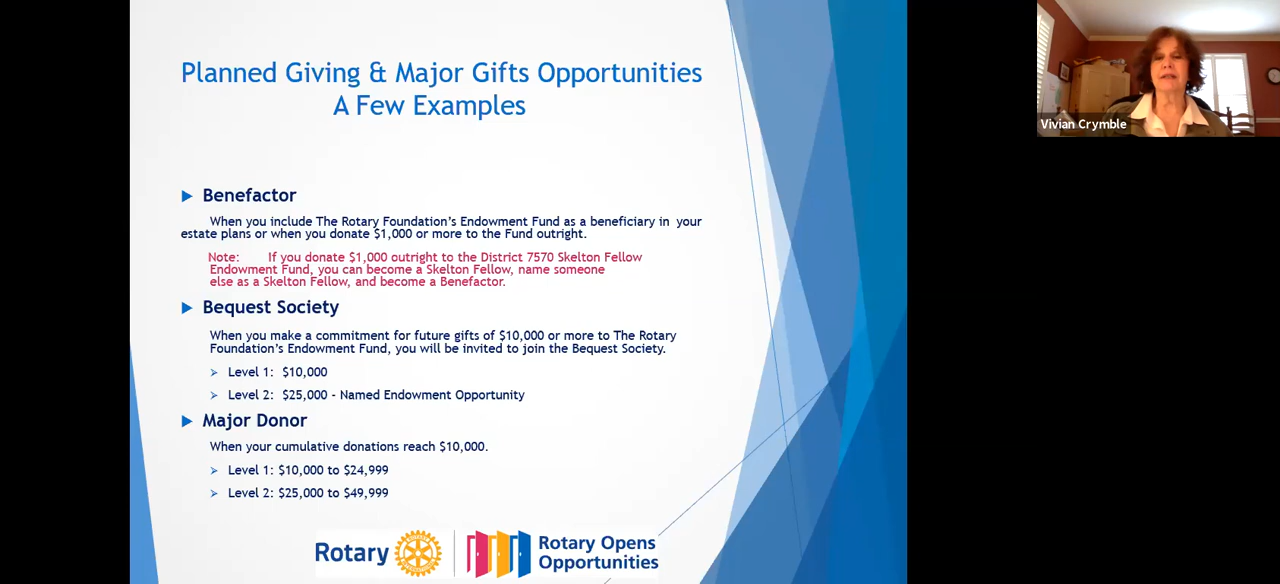 Planned Giving & Major Gifts Opportunities
A Few Examples
Benefactor
When you include The Rotary Foundation's Endowment Fund as a beneficiary in your
estate plans or when you donate $1,000 or more to the Fund outright.
Note: If you donate $1,000 outright to the District 7570 Skelton Fellow
Endowment Fund, you can become a Skelton Fellow, name someone
else as a Skelton Fellow, and become a Benefactor.
Bequest Society
When you make a commitment for future gifts of $10,000 or more to The Rotary
Foundation's Endowment Fund, you will be invited to join the Bequest Society.
Level 1: $10,000
Level 2: $25,000 - Named Endowment Opportunity
Major Donor
When your cumulative donations reach $10,000.
Level 1: $10,000 to $24,999
Level 2: $25,000 to $49,999
Rotary
Rotary Opens
Opportunities
Vivian Crymble